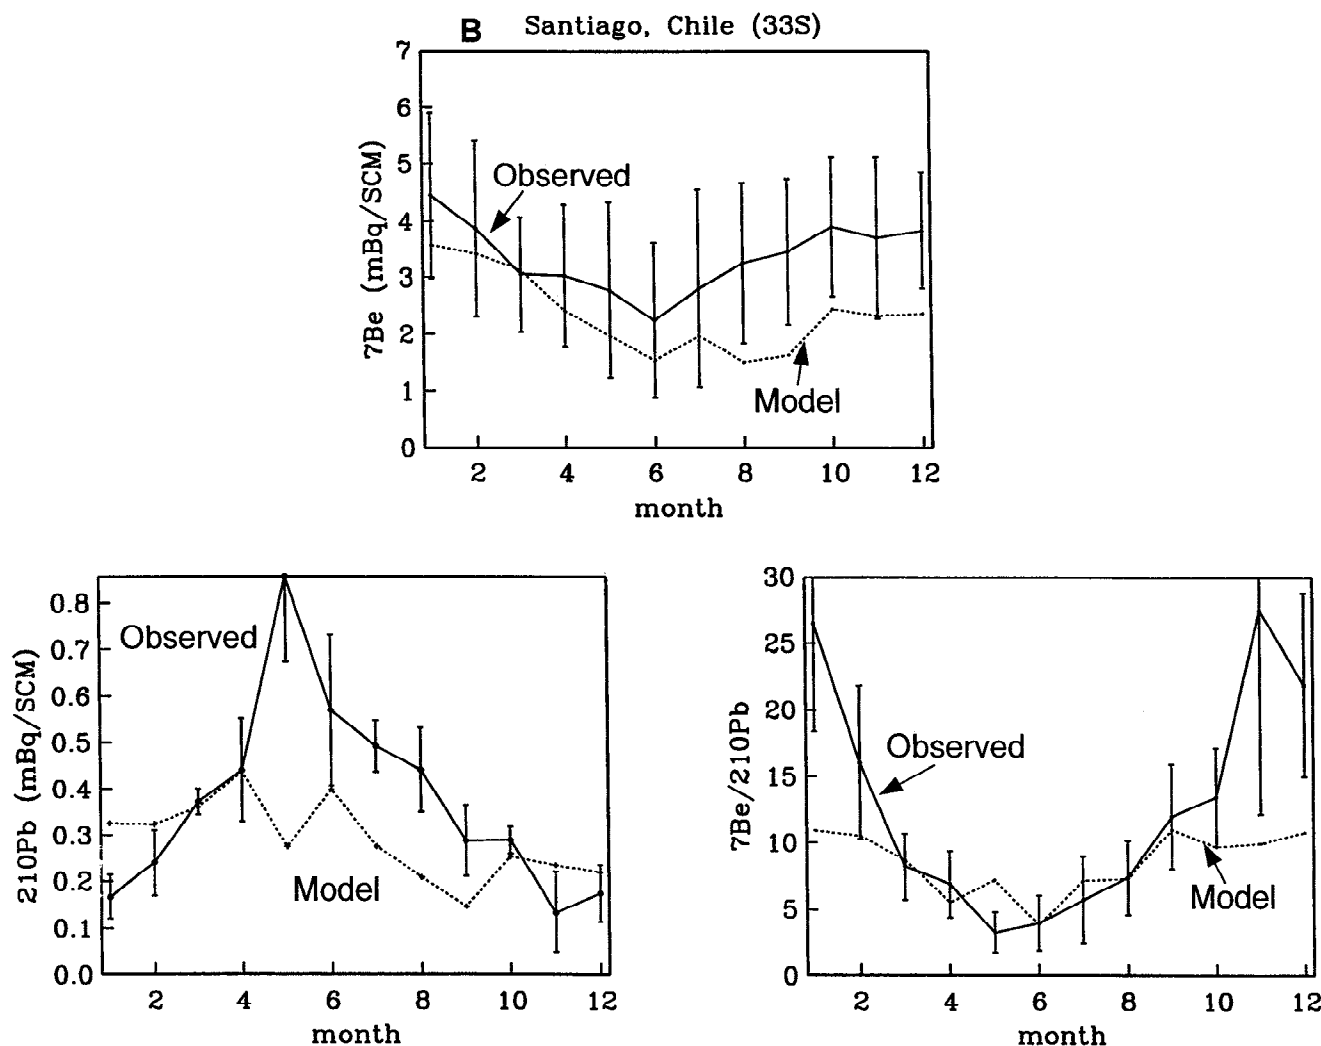 B Santiago, Chile (33S)
7
6
5
4
3
2
1
0
7Be (mBq/SCM)
Observed
Model
2 4 6 8 10 12
month
0.8
0.7
0.6
0.5
0.4
0.3
0.2
0.1
0.0
210Pb (mBq/SCM)
Observed
Model
2 4 6 8 10 12
month
30
25
20
15
10
5
0
7Be/210Pb
Observed
Model
2 4 6 8 10 12
month